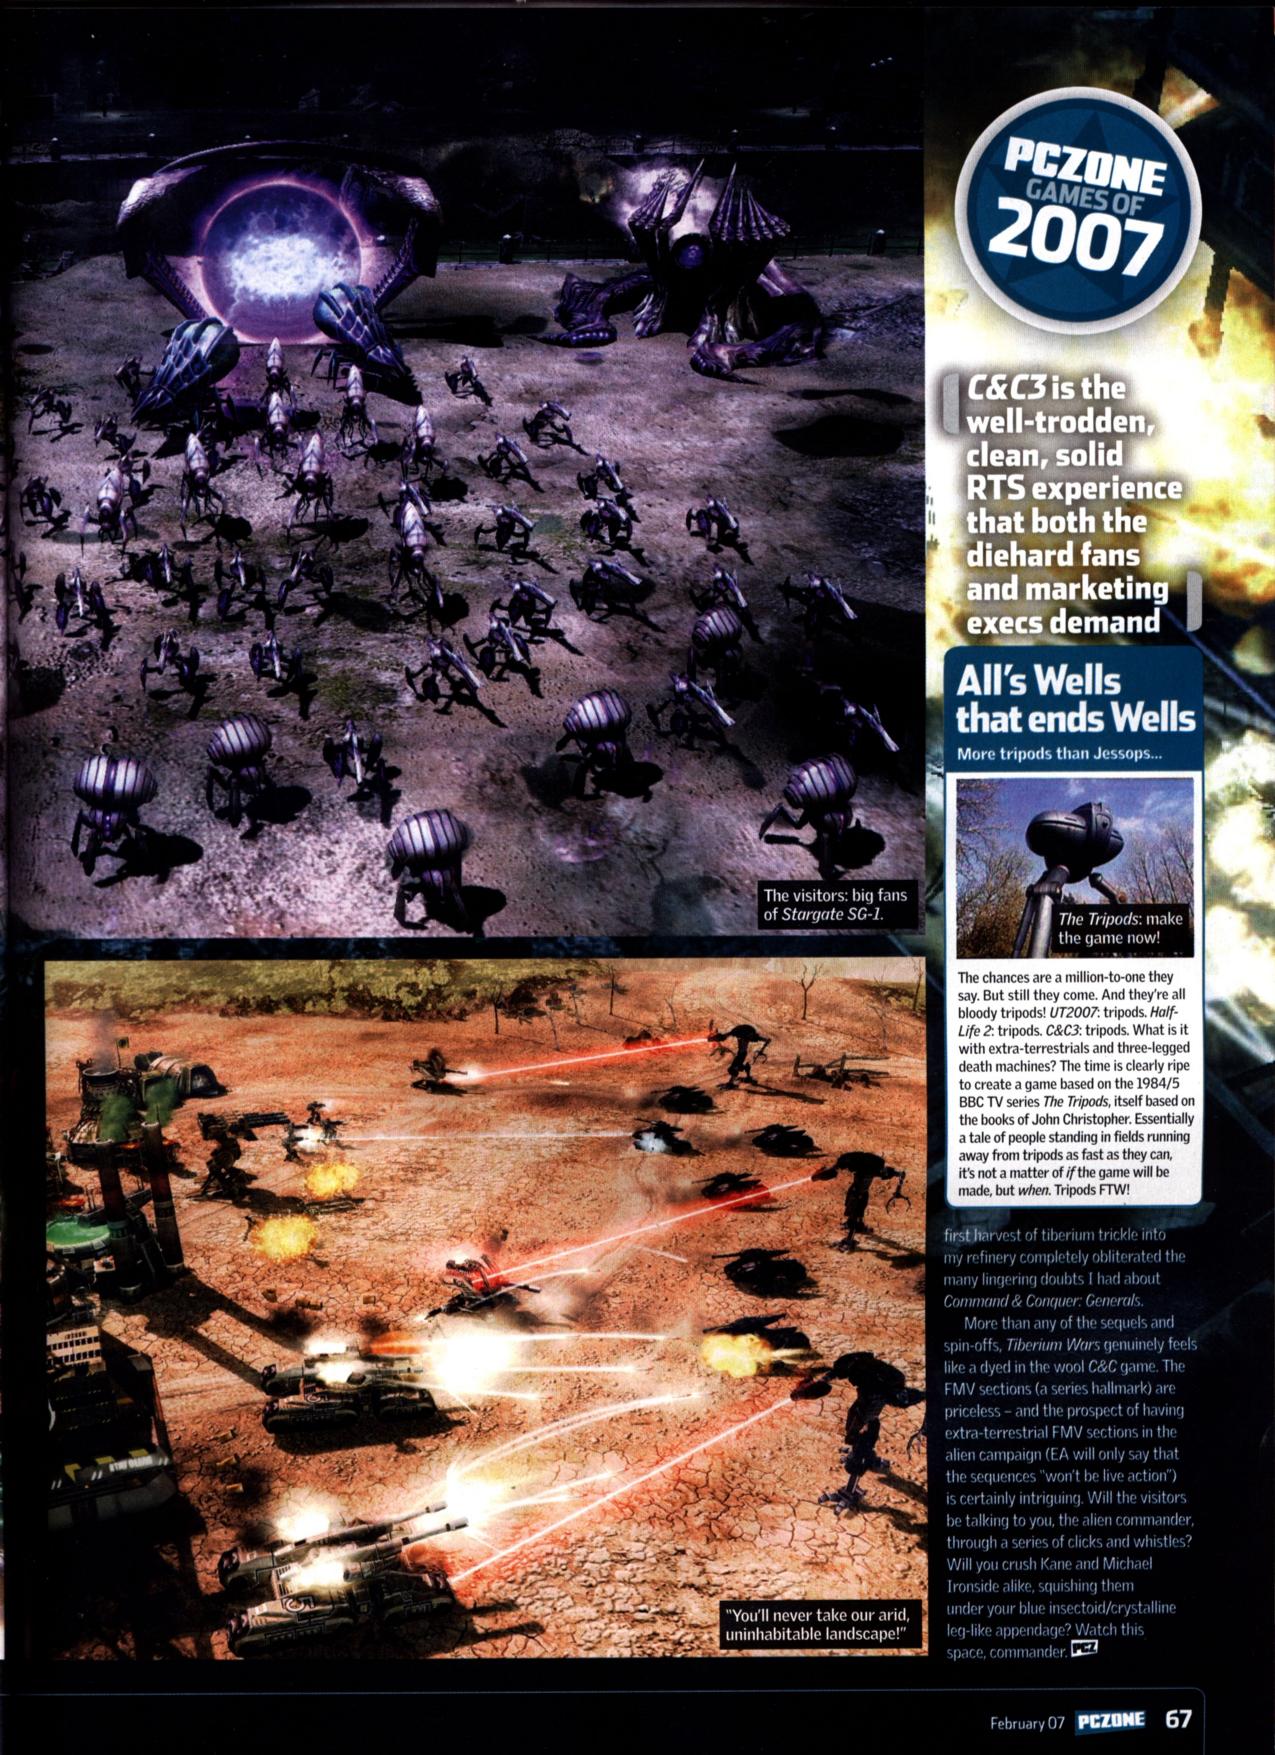 PCZONE
GAMES OF
2007
C&C3 is the
well-trodden,
clean, solid
RTS experience
that both the
diehard fans
and marketing
execs demand
All's Wells
that ends Wells
More tripods than Jessops...
The Tripods: make
the game now!
The chances are a million-to-one they
say. But still they come. And they're all
bloody tripods! UT2007: tripods. Half-
Life 2: tripods. C&C3: tripods. What is it
with extra-terrestrials and three-legged
death machines? The time is clearly ripe
to create a game based on the 1984/5
BBC TV series The Tripods, itself based on
the books of John Christopher. Essentially
a tale of people standing in fields running
away from tripods as fast as they can,
it's not a matter of if the game will be
made, but when. Tripods FTW!
The visitors: big fans
of Stargate SG-1.
"You'll never take our arid,
uninhabitable landscape!"
first harvest of tiberium trickle into
my refinery completely obliterated the
many lingering doubts I had about
Command & Conquer: Generals.
More than any of the sequels and
spin-offs, Tiberium Wars genuinely feels
like a dyed in the wool C&C game. The
FMV sections (a series hallmark) are
priceless – and the prospect of having
extra-terrestrial FMV sections in the
alien campaign (EA will only say that
the sequences "won't be live action")
is certainly intriguing. Will the visitors
be talking to you, the alien commander,
through a series of clicks and whistles?
Will you crush Kane and Michael
Ironside alike, squishing them
under your blue insectoid/crystalline
leg-like appendage? Watch this
space, commander. PCZ
February 07 PCZONE 67